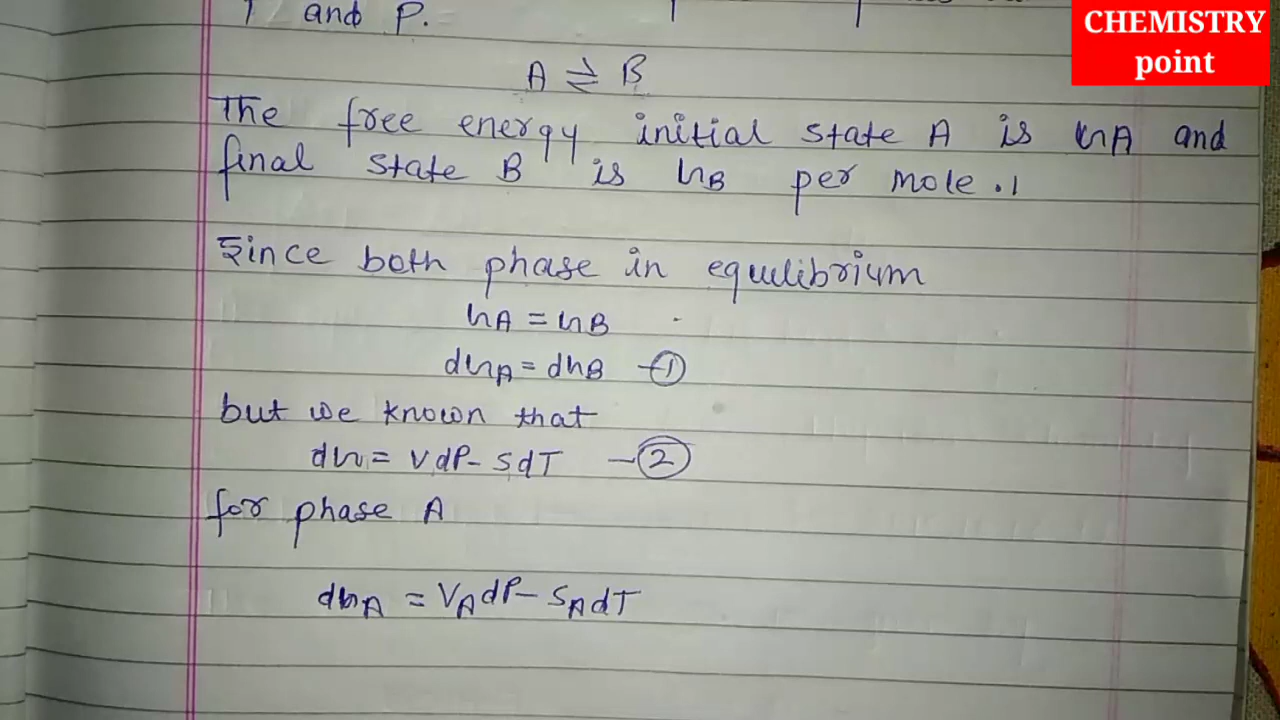 T and P.
CHEMISTRY
point
A ⇌ B
The free energy initial state A is GA and
final state B is GB per mole.
Since both phase in equilibrium
GA = GB
dGA = dGB -①
but we known that
dG = VdP - SdT -②
for phase A
dGA = VAdP - SAdT